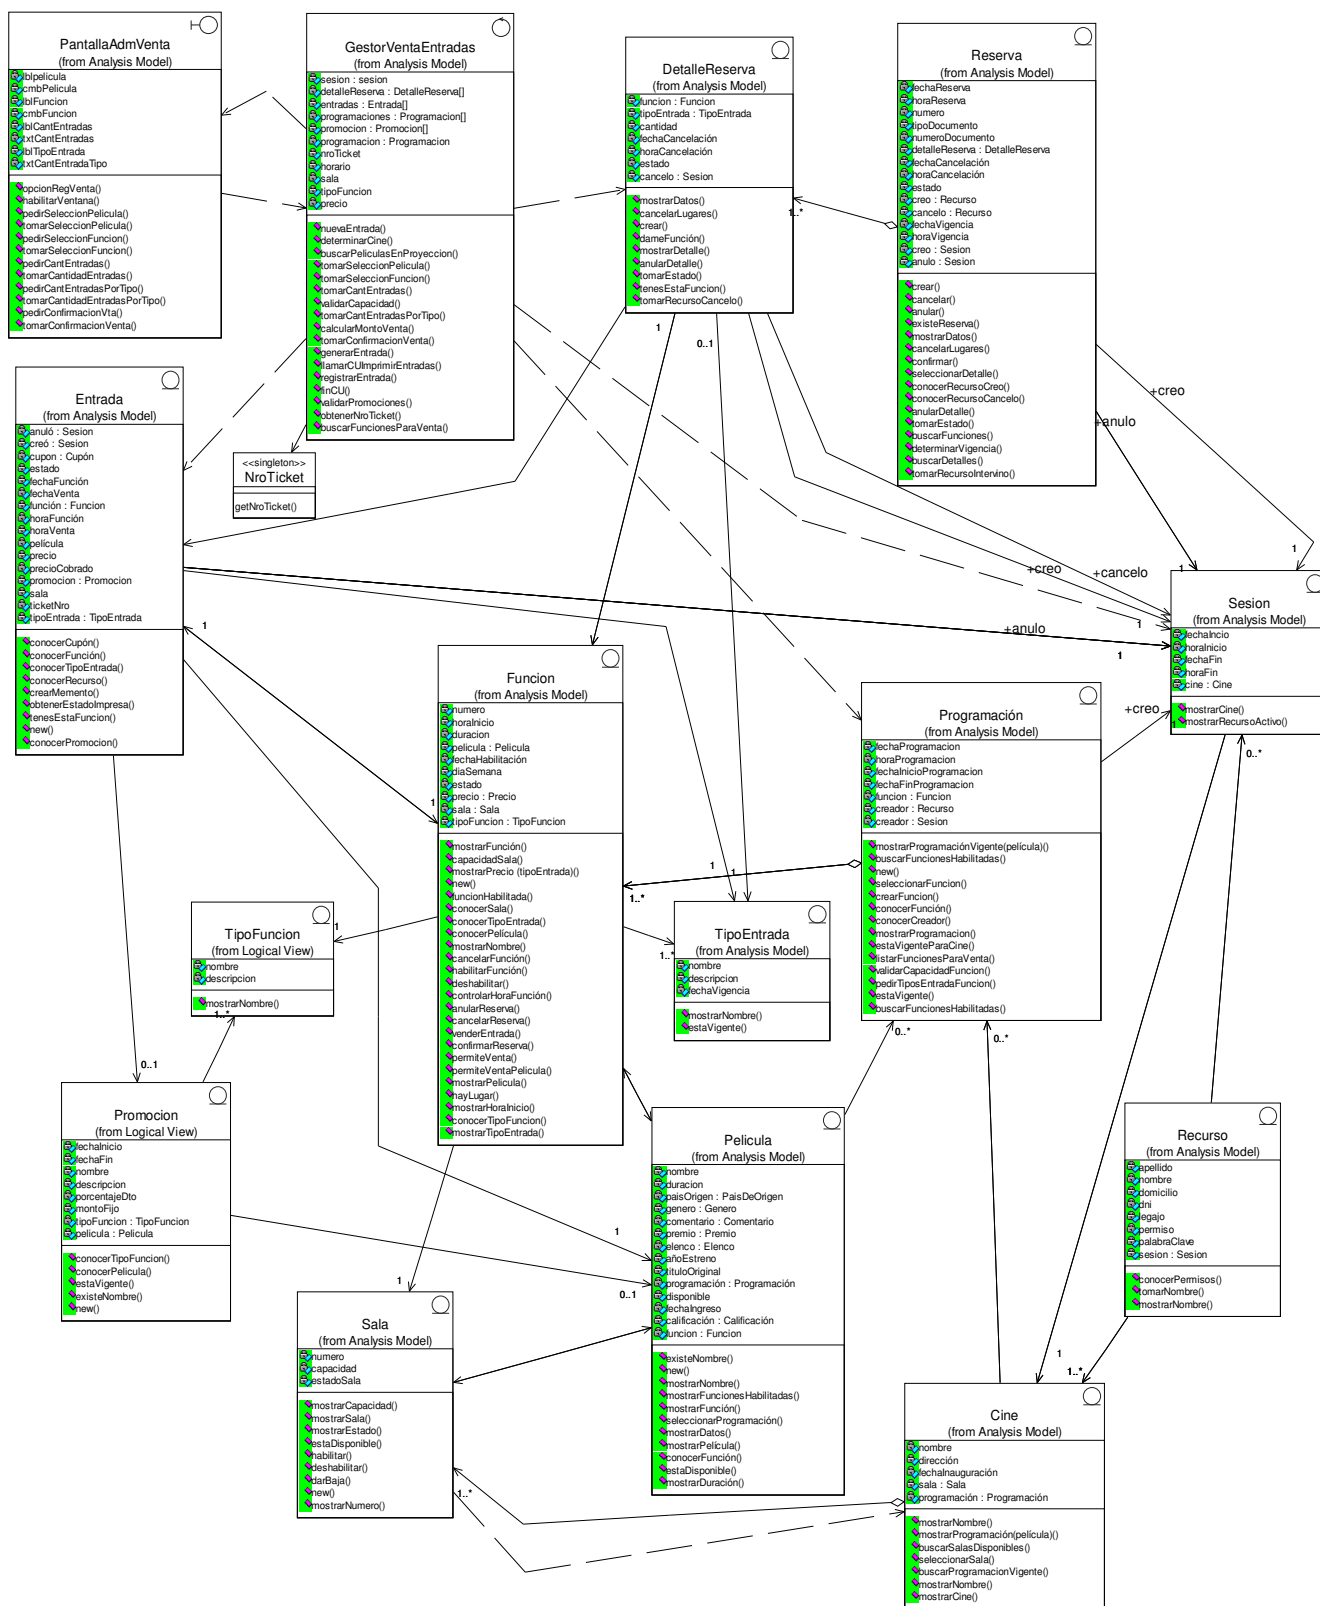 PantallaAdmVenta
(from Analysis Model)
lblpelicula
cmbPelicula
lblFuncion
cmbFuncion
lblCantEntradas
txtCantEntradas
lblTipoEntrada
txtCantEntradaTipo
opcionRegVenta()
habilitarVentana()
pedirSeleccionPelicula()
tomarSeleccionPelicula()
pedirSeleccionFuncion()
tomarSeleccionFuncion()
pedirCantEntradas()
tomarCantidadEntradas()
pedirCantEntradasPorTipo()
tomarCantidadEntradasPorTipo()
pedirConfirmacionVta()
tomarConfirmacionVenta()
GestorVentaEntradas
(from Analysis Model)
sesion : sesion
detalleReserva : DetalleReserva[]
entradas : Entrada[]
programaciones : Programacion[]
promocion : Promocion[]
programacion : Programacion
nroTicket
horario
sala
tipoFuncion
precio
nuevaEntrada()
determinarCine()
buscarPeliculasEnProyeccion()
tomarSeleccionPelicula()
tomarSeleccionFuncion()
tomarCantEntradas()
validarCapacidad()
tomarCantEntradasPorTipo()
calcularMontoVenta()
tomarConfirmacionVenta()
generarEntrada()
llamarCUImprimirEntradas()
registrarEntrada()
finCU()
validarPromociones()
obtenerNroTicket()
buscarFuncionesParaVenta()
DetalleReserva
(from Analysis Model)
funcion : Funcion
tipoEntrada : TipoEntrada
cantidad
fechaCancelación
horaCancelación
estado
cancelo : Sesion
mostrarDatos()
cancelarLugares()
crear()
dameFunción()
mostrarDetalle()
anularDetalle()
tomarEstado()
tenesEstaFuncion()
tomarRecursoCancelo()
1..*
1
0..1
Reserva
(from Analysis Model)
fechaReserva
horaReserva
numero
tipoDocumento
numeroDocumento
detalleReserva : DetalleReserva
fechaCancelación
horaCancelación
estado
creo : Recurso
cancelo : Recurso
fechaVigencia
horaVigencia
creo : Sesion
anulo : Sesion
crear()
cancelar()
anular()
existeReserva()
mostrarDatos()
cancelarLugares()
confirmar()
seleccionarDetalle()
conocerRecursoCreo()
conocerRecursoCancelo()
anularDetalle()
tomarEstado()
buscarFunciones()
determinarVigencia()
buscarDetalles()
tomarRecursoIntervino()
+creo
+anulo
Entrada
(from Analysis Model)
anuló : Sesion
creó : Sesion
cupon : Cupón
estado
fechaFunción
fechaVenta
función : Funcion
horaFunción
horaVenta
película
precio
precioCobrado
promocion : Promocion
sala
ticketNro
tipoEntrada : TipoEntrada
conocerCupón()
conocerFunción()
conocerTipoEntrada()
conocerRecurso()
crearMemento()
obtenerEstadoImpresa()
tenesEstaFuncion()
new()
conocerPromocion()
<<singleton>>
NroTicket
getNroTicket()
+creo
+cancelo
+anulo
1
1
1
1
1
1
Sesion
(from Analysis Model)
fechaIncio
horaInicio
fechaFin
horaFin
cine : Cine
mostrarCine()
mostrarRecursoActivo()
+creo
1
0..*
Funcion
(from Analysis Model)
numero
horaInicio
duracion
pelicula : Pelicula
fechaHabilitación
diaSemana
estado
precio : Precio
sala : Sala
tipoFuncion : TipoFuncion
mostrarFunción()
capacidadSala()
mostrarPrecio (tipoEntrada)()
new()
funcionHabilitada()
conocerSala()
conocerTipoEntrada()
conocerPelícula()
mostrarNombre()
cancelarFunción()
habilitarFunción()
deshabilitar()
controlarHoraFunción()
anularReserva()
cancelarReserva()
venderEntrada()
confirmarReserva()
permiteVenta()
permiteVentaPelicula()
mostrarPelicula()
hayLugar()
mostrarHoraInicio()
conocerTipoFuncion()
mostrarTipoEntrada()
Programación
(from Analysis Model)
fechaProgramacion
horaProgramacion
fechaInicioProgramacion
fechaFinProgramacion
funcion : Funcion
creador : Recurso
creador : Sesion
mostrarProgramaciónVigente(película)()
buscarFuncionesHabilitadas()
new()
seleccionarFuncion()
crearFuncion()
conocerFunción()
conocerCreador()
mostrarProgramacion()
estaVigenteParaCine()
listarFuncionesParaVenta()
validarCapacidadFuncion()
pedirTiposEntradaFuncion()
estaVigente()
buscarFuncionesHabilitadas()
1
1
1..*
0..*
0..*
TipoFuncion
(from Logical View)
nombre
descripcion
mostrarNombre()
1
1..*
TipoEntrada
(from Analysis Model)
nombre
descripcion
fechaVigencia
mostrarNombre()
estaVigente()
1..*
0..1
Promocion
(from Logical View)
fechaInicio
fechaFin
nombre
descripcion
porcentajeDto
montoFijo
tipoFuncion : TipoFuncion
pelicula : Pelicula
conocerTipoFuncion()
conocerPelicula()
estaVigente()
existeNombre()
new()
Pelicula
(from Analysis Model)
nombre
duracion
paisOrigen : PaisDeOrigen
genero : Genero
comentario : Comentario
premio : Premio
elenco : Elenco
añoEstreno
tituloOriginal
programación : Programación
disponible
fechaIngreso
calificación : Calificación
funcion : Funcion
existeNombre()
new()
mostrarNombre()
mostrarFuncionesHabilitadas()
mostrarFunción()
seleccionarProgramación()
mostrarDatos()
mostrarPelícula()
conocerFunción()
estaDisponible()
mostrarDuración()
1
0..1
Recurso
(from Analysis Model)
apellido
nombre
domicilio
dni
legajo
permiso
palabraClave
sesion : Sesion
conocerPermisos()
tomarNombre()
mostrarNombre()
1
1..*
Sala
(from Analysis Model)
numero
capacidad
estadoSala
mostrarCapacidad()
mostrarSala()
mostrarEstado()
estaDisponible()
habilitar()
deshabilitar()
darBaja()
new()
mostrarNumero()
1
1..*
Cine
(from Analysis Model)
nombre
dirección
fechaInauguración
sala : Sala
programación : Programación
mostrarNombre()
mostrarProgramación(película)()
buscarSalasDisponibles()
seleccionarSala()
buscarProgramacionVigente()
mostrarNombre()
mostrarCine()